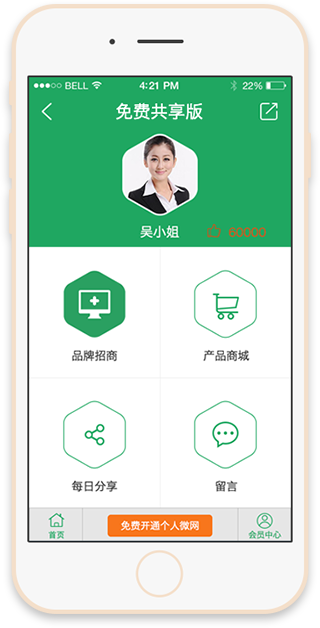 BELL 4:21 PM 22%
免费共享版
吴小姐 60000
品牌招商 产品商城
每日分享 留言
首页 免费开通个人微网 会员中心